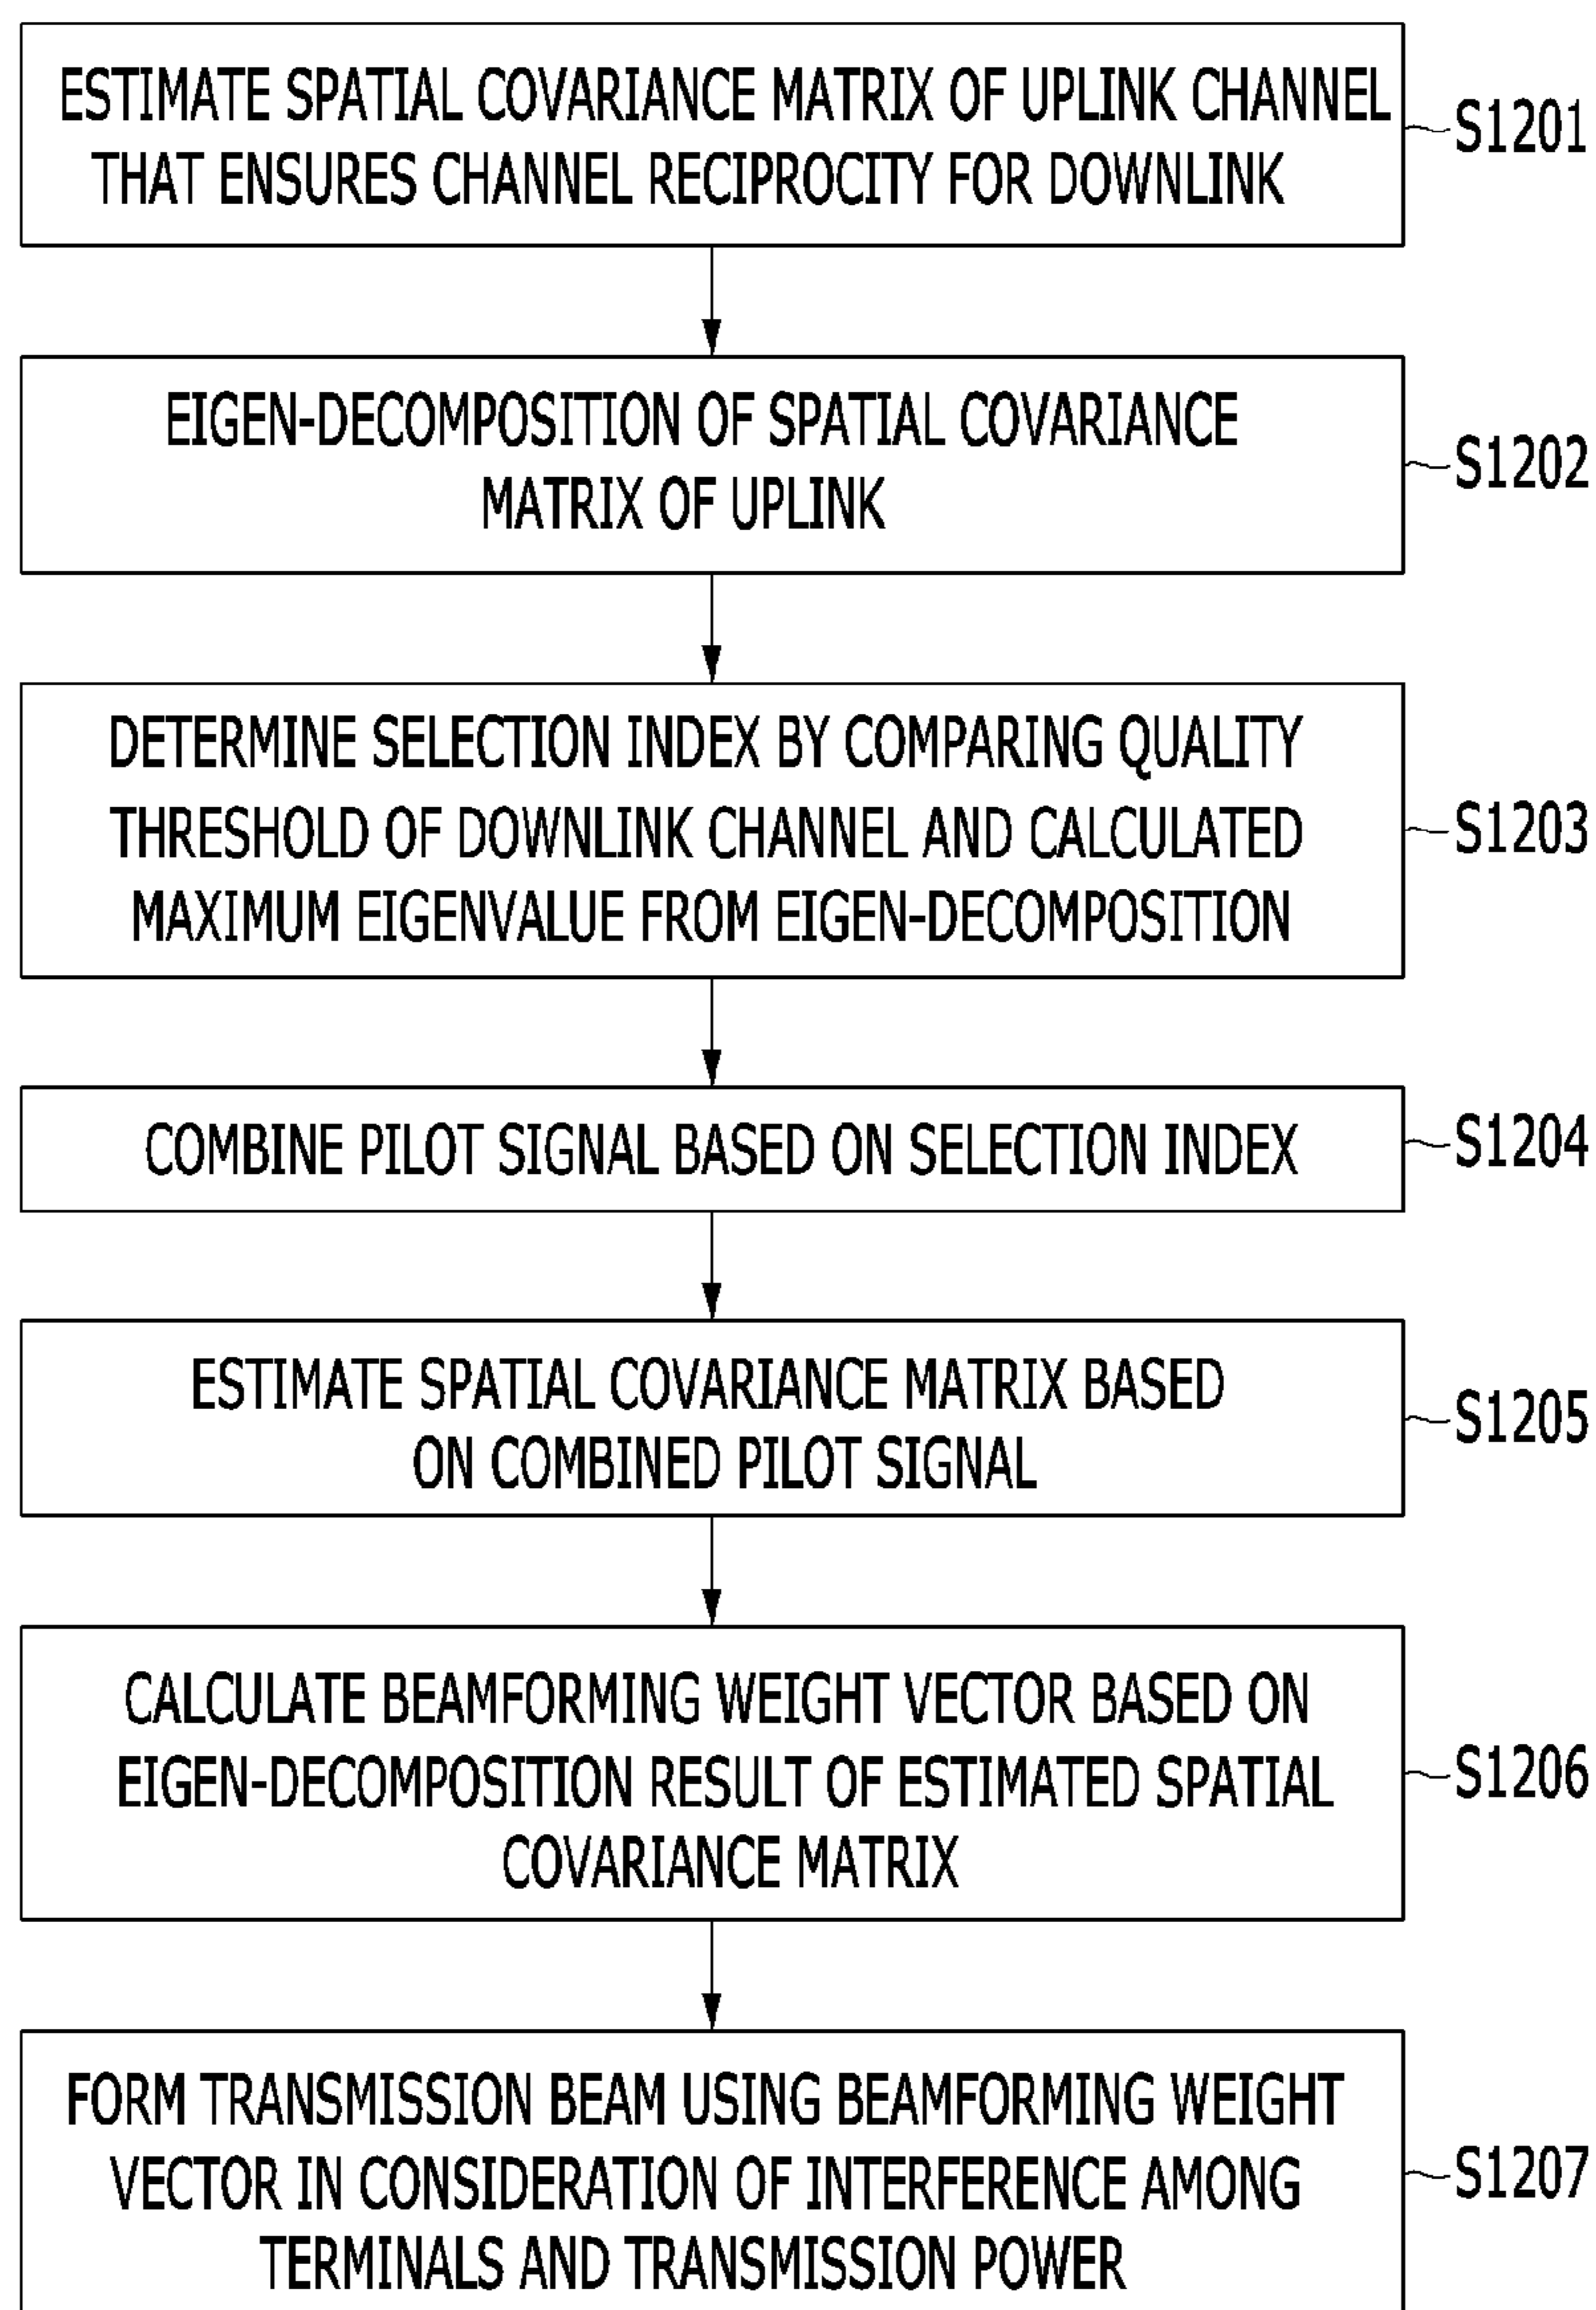 ESTIMATE SPATIAL COVARIANCE MATRIX OF UPLINK CHANNEL
THAT ENSURES CHANNEL RECIPROCITY FOR DOWNLINK
S1201
EIGEN-DECOMPOSITION OF SPATIAL COVARIANCE
MATRIX OF UPLINK
S1202
DETERMINE SELECTION INDEX BY COMPARING QUALITY
THRESHOLD OF DOWNLINK CHANNEL AND CALCULATED
MAXIMUM EIGENVALUE FROM EIGEN-DECOMPOSITION
S1203
COMBINE PILOT SIGNAL BASED ON SELECTION INDEX
S1204
ESTIMATE SPATIAL COVARIANCE MATRIX BASED
ON COMBINED PILOT SIGNAL
S1205
CALCULATE BEAMFORMING WEIGHT VECTOR BASED ON
EIGEN-DECOMPOSITION RESULT OF ESTIMATED SPATIAL
COVARIANCE MATRIX
S1206
FORM TRANSMISSION BEAM USING BEAMFORMING WEIGHT
VECTOR IN CONSIDERATION OF INTERFERENCE AMONG
TERMINALS AND TRANSMISSION POWER
S1207